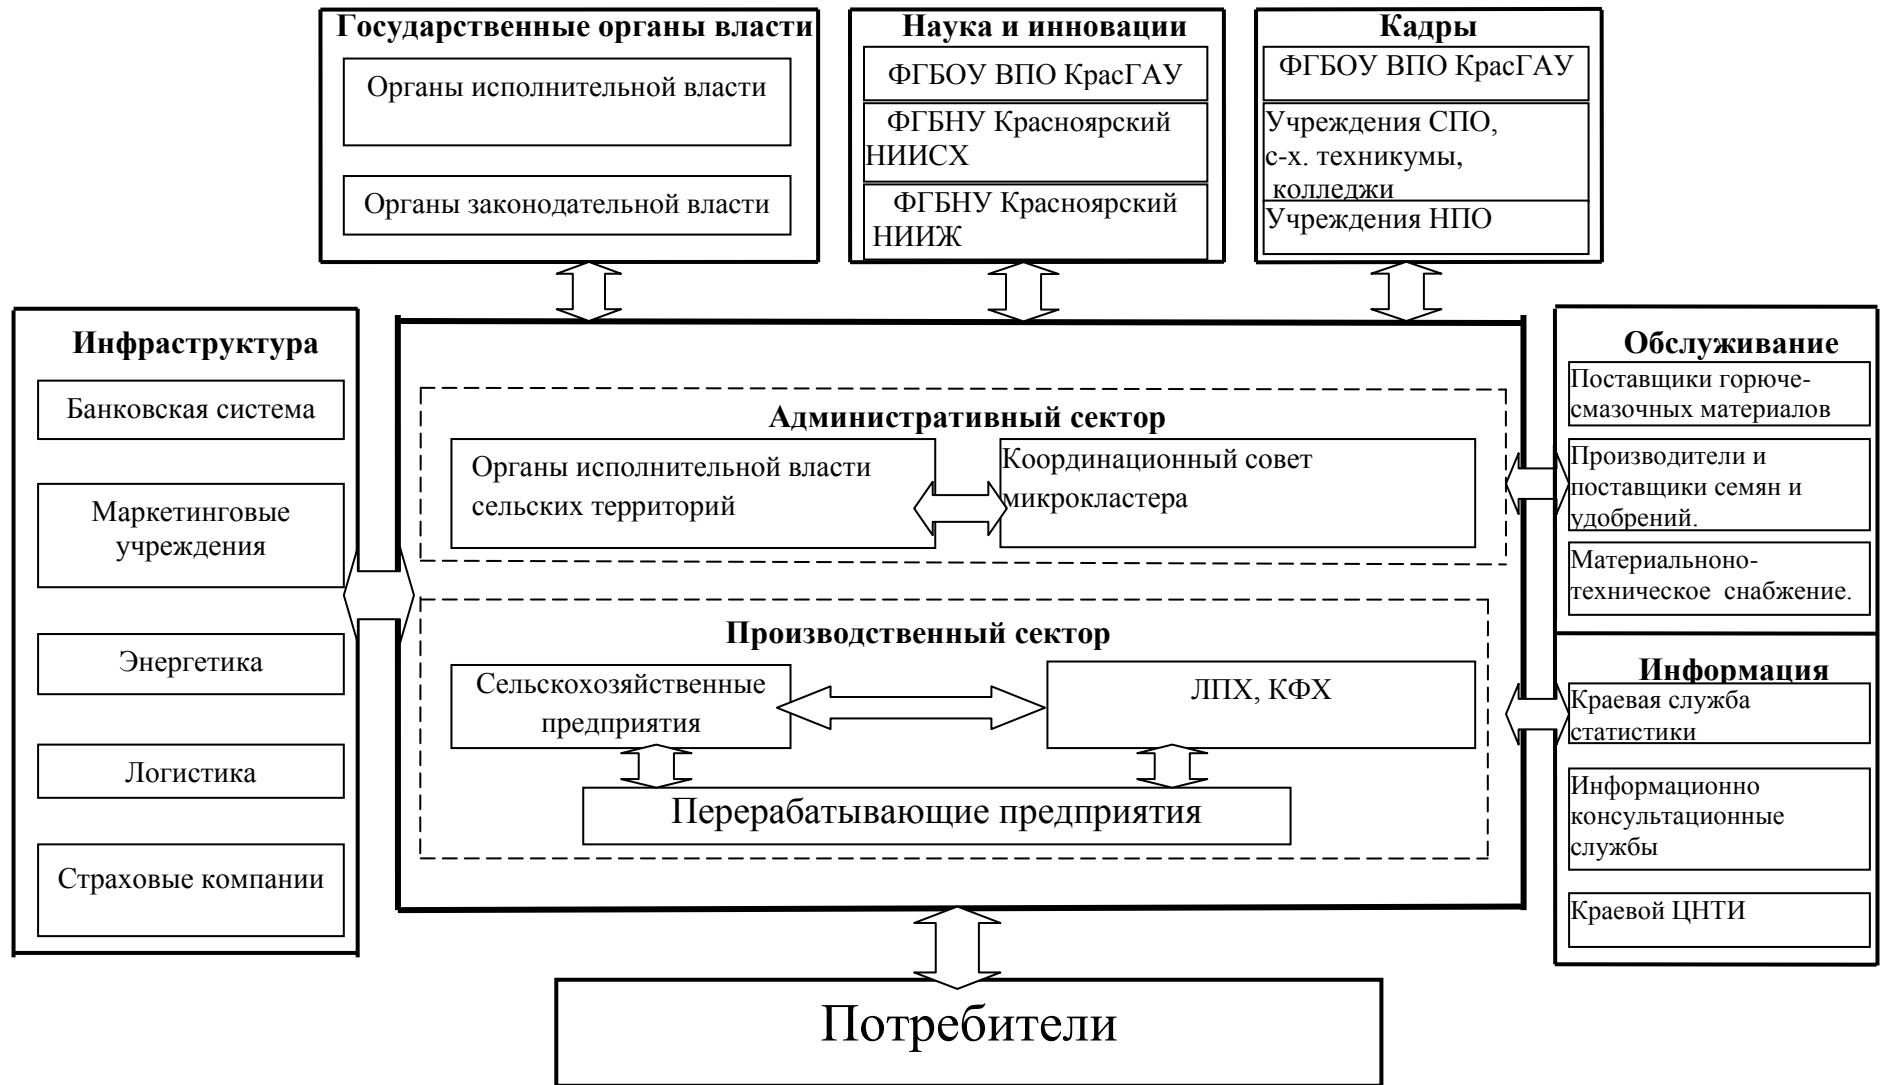 Государственные органы власти
Органы исполнительной власти
Органы законодательной власти
Наука и инновации
ФГБОУ ВПО КрасГАУ
ФГБНУ Красноярский
НИИСХ
ФГБНУ Красноярский
НИИЖ
Кадры
ФГБОУ ВПО КрасГАУ
Учреждения СПО,
с-х. техникумы,
колледжи
Учреждения НПО
Инфраструктура
Банковская система
Маркетинговые
учреждения
Энергетика
Логистика
Страховые компании
Административный сектор
Органы исполнительной власти
сельских территорий
Координационный совет
микрокластера
Производственный сектор
Сельскохозяйственные
предприятия
ЛПХ, КФХ
Перерабатывающие предприятия
Обслуживание
Поставщики горюче-
смазочных материалов
Производители и
поставщики семян и
удобрений.
Материальноно-
техническое снабжение.
Информация
Краевая служба
статистики
Информационно
консультационные
службы
Краевой ЦНТИ
Потребители